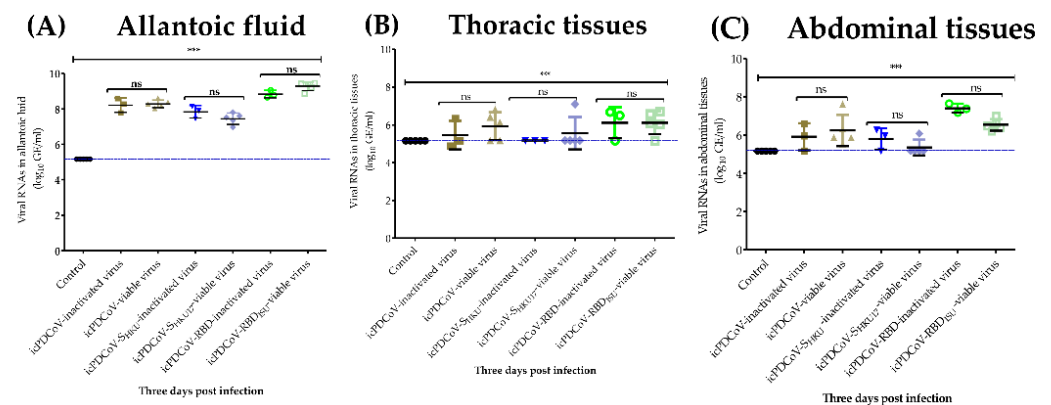 (A) Allantoic fluid
***
ns
ns
ns
10
8
6
4
2
0
Viral RNAs in allantoic fluid
(log10 GE/ml)
Control
icPDCoV-inactivated virus
icPDCoV-viable virus
icPDCoV-SHKU-inactivated virus
icPDCoV-SHKU17-viable virus
icPDCoV-RBD-inactivated virus
icPDCoV-RBDISU-viable virus
Three days post infection
(B) Thoracic tissues
***
ns
ns
ns
10
8
6
4
2
0
Viral RNAs in thoracic tissues
(log10 GE/ml)
Control
icPDCoV-inactivated virus
icPDCoV-viable virus
icPDCoV-SHKU-inactivated virus
icPDCoV-SHKU17-viable virus
icPDCoV-RBD-inactivated virus
icPDCoV-RBDISU-viable virus
Three days post infection
(C) Abdominal tissues
***
ns
ns
ns
10
8
6
4
2
0
Viral RNAs in abdominal tissues
(log10 GE/ml)
Control
icPDCoV-inactivated virus
icPDCoV-viable virus
icPDCoV-SHKU-inactivated virus
icPDCoV-SHKU17-viable virus
icPDCoV-RBD-inactivated virus
icPDCoV-RBDISU-viable virus
Three days post infection